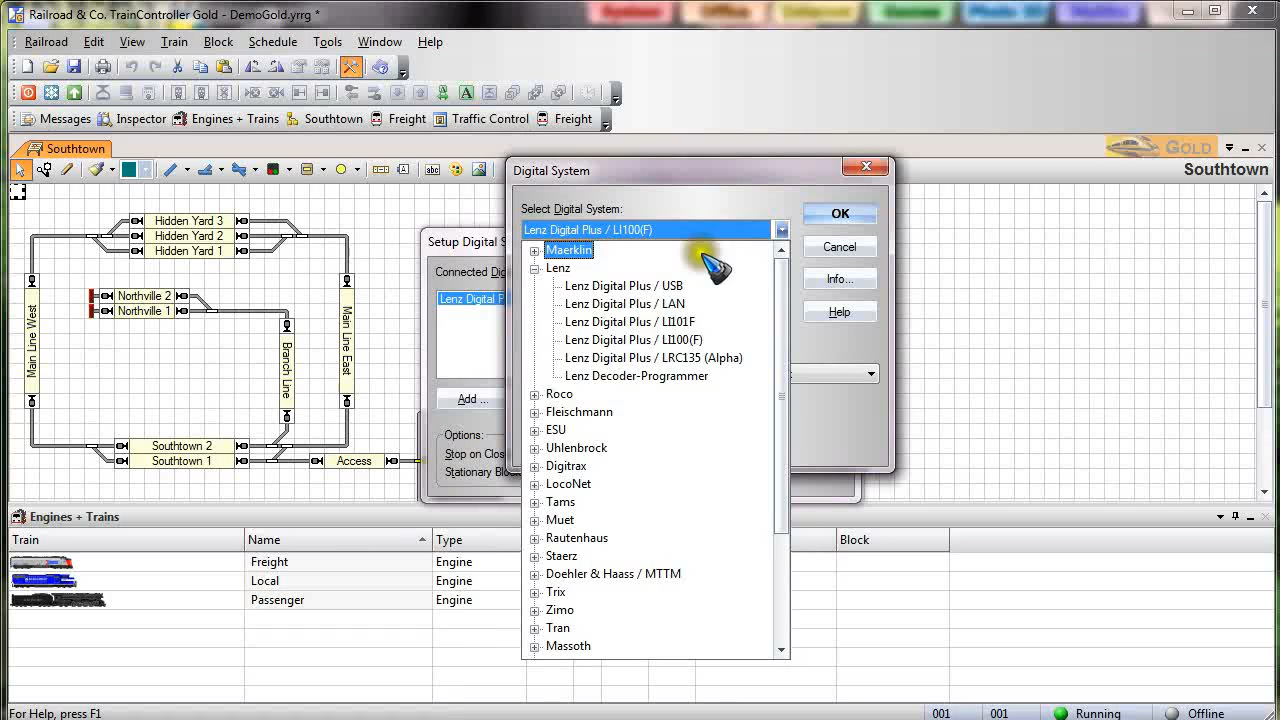 Railroad & Co. TrainController Gold - DemoGold.yrrg *
Railroad Edit View Train Block Schedule Tools Window Help
Messages Inspector Engines + Trains Southtown Freight Traffic Control Freight
Southtown
GOLD
abc
Southtown
Hidden Yard 3
Hidden Yard 2
Hidden Yard 1
Northville 2
Northville 1
Main Line West
Branch Line
Main Line East
Southtown 2
Southtown 1
Access
Setup Digital S
Connected Di
Lenz Digital P
Add ...
Options:
Stop on Clos
Stationary Blo
Digital System
Select Digital System:
Lenz Digital Plus / LI100(F)
Maerklin
Lenz
Lenz Digital Plus / USB
Lenz Digital Plus / LAN
Lenz Digital Plus / LI101F
Lenz Digital Plus / LI100(F)
Lenz Digital Plus / LRC135 (Alpha)
Lenz Decoder-Programmer
Roco
Fleischmann
ESU
Uhlenbrock
Digitrax
LocoNet
Tams
Muet
Rautenhaus
Staerz
Doehler & Haass / MTTM
Trix
Zimo
Tran
Massoth
OK
Cancel
Info...
Help
Engines + Trains
Train Name Type Block
Freight Engine
Local Engine
Passenger Engine
For Help, press F1
001 001 Running Offline